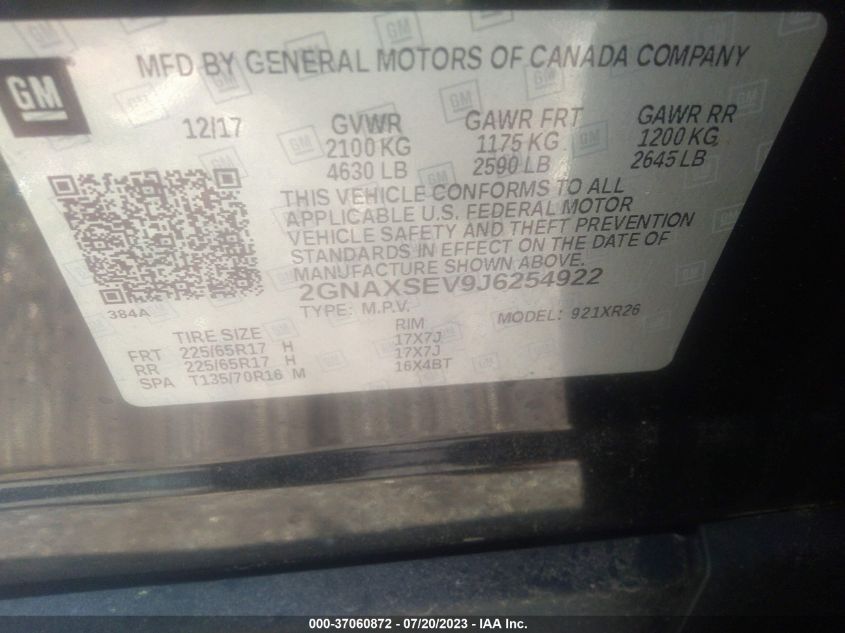 GM
MFD BY GENERAL MOTORS OF CANADA COMPANY
12/17 GVWR GAWR FRT GAWR RR
2100 KG 1175 KG 1200 KG
4630 LB 2590 LB 2645 LB
THIS VEHICLE CONFORMS TO ALL
APPLICABLE U.S. FEDERAL MOTOR
VEHICLE SAFETY AND THEFT PREVENTION
STANDARDS IN EFFECT ON THE DATE OF
MANUFACTURE SHOWN ABOVE.
2GNAXSEV9J6254922
384A
TYPE: M.P.V. MODEL: 921XR26
TIRE SIZE RIM
FRT 225/65R17 H 17X7J
RR 225/65R17 H 17X7J
SPA T135/70R16 M 16X4BT
000-37060872 / 07/20/2023 - IAA Inc.